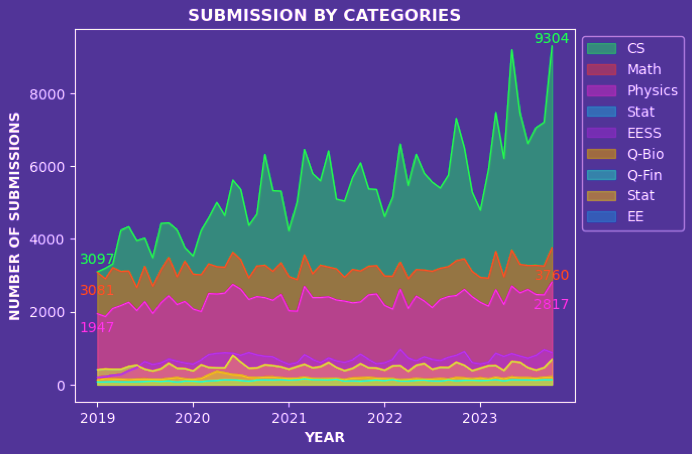 SUBMISSION BY CATEGORIES
9304
3097
3081
1947
3760
2817
NUMBER OF SUBMISSIONS
8000
6000
4000
2000
0
2019
2020
2021
2022
2023
YEAR
CS
Math
Physics
Stat
EESS
Q-Bio
Q-Fin
Stat
EE